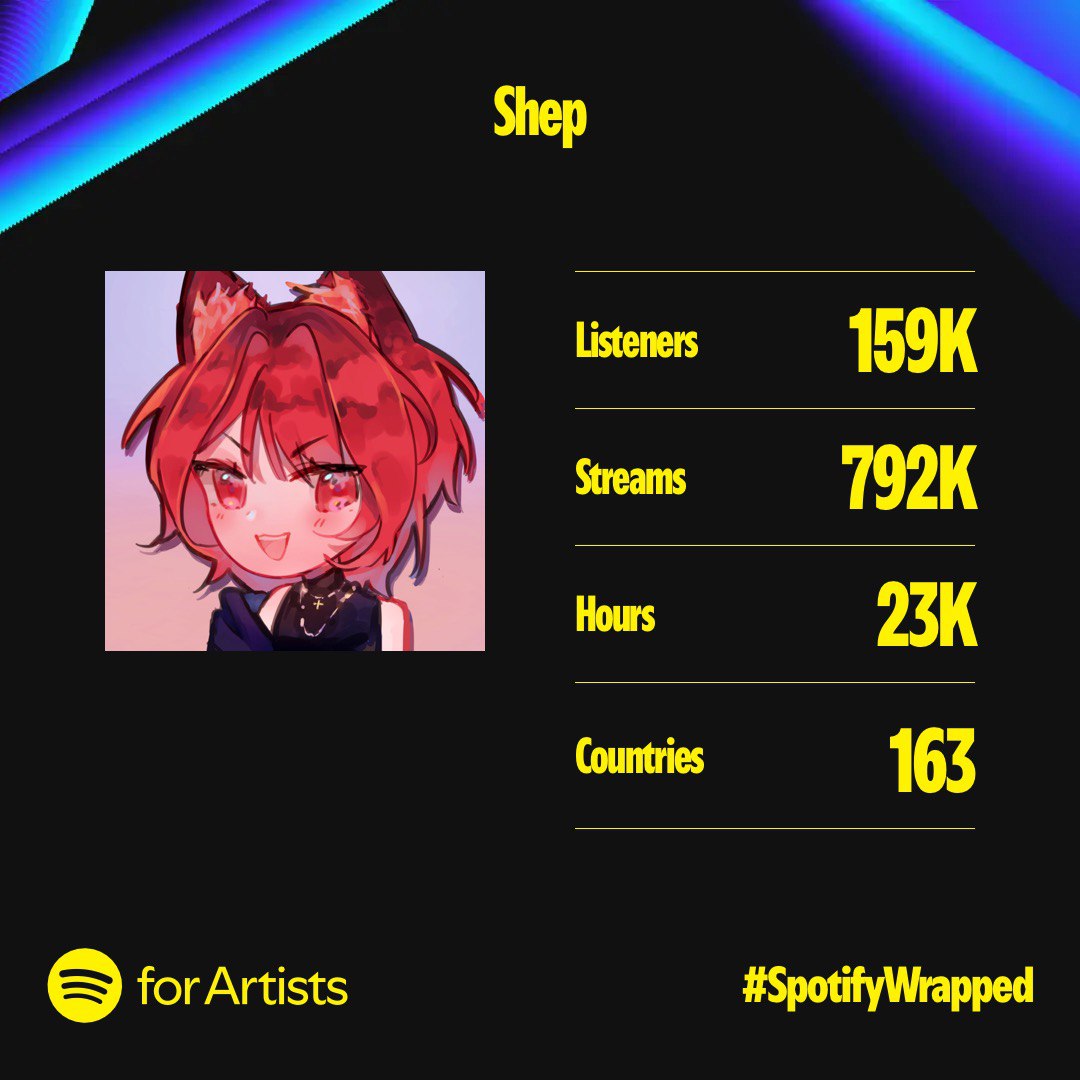 Shep
Listeners 159K
Streams 792K
Hours 23K
Countries 163
for Artists
#SpotifyWrapped